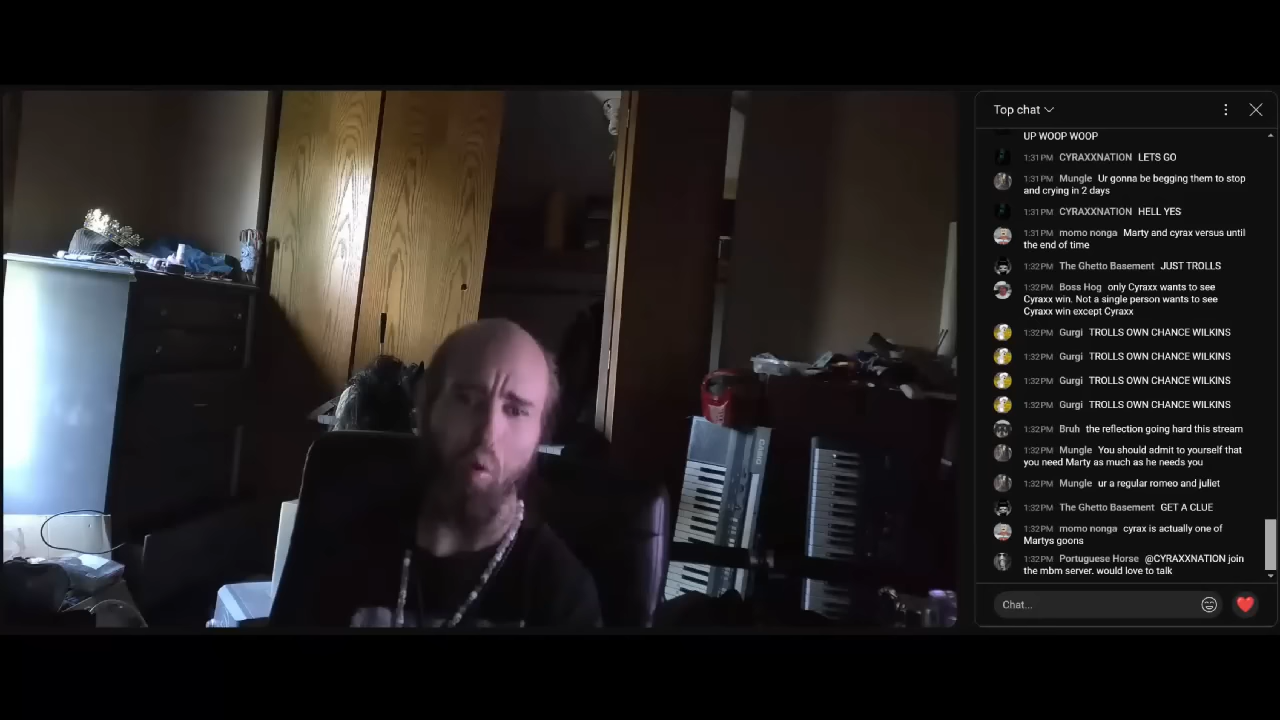 Top chat
UP WOOP WOOP
1:31 PM CYRAXXNATION LETS GO
1:31 PM Mungle Ur gonna be begging them to stop
and crying in 2 days
1:31 PM CYRAXXNATION HELL YES
1:31 PM momo nonga Marty and cyrax versus until
the end of time
1:32 PM The Ghetto Basement JUST TROLLS
1:32 PM Boss Hog only Cyraxx wants to see
Cyraxx win. Not a single person wants to see
Cyraxx win except Cyraxx
1:32 PM Gurgi TROLLS OWN CHANCE WILKINS
1:32 PM Gurgi TROLLS OWN CHANCE WILKINS
1:32 PM Gurgi TROLLS OWN CHANCE WILKINS
1:32 PM Gurgi TROLLS OWN CHANCE WILKINS
1:32 PM Bruh the reflection going hard this stream
1:32 PM Mungle You should admit to yourself that
you need Marty as much as he needs you
1:32 PM Mungle ur a regular romeo and juliet
1:32 PM The Ghetto Basement GET A CLUE
1:32 PM momo nonga cyrax is actually one of
Martys goons
1:32 PM Portuguese Horse @CYRAXXNATION join
the mbm server. would love to talk
Chat...
CASIO